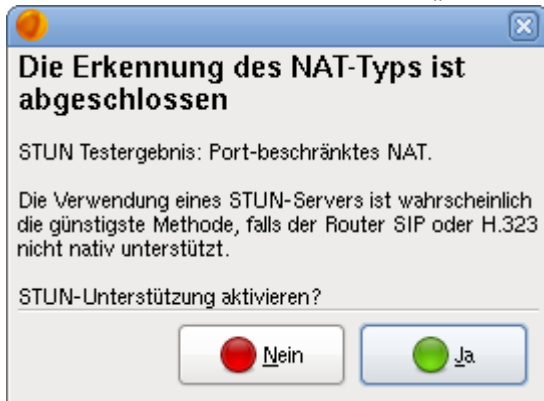 Die Erkennung des NAT-Typs ist
abgeschlossen
STUN Testergebnis: Port-beschränktes NAT.
Die Verwendung eines STUN-Servers ist wahrscheinlich
die günstigste Methode, falls der Router SIP oder H.323
nicht nativ unterstützt.
STUN-Unterstützung aktivieren?
Nein
Ja